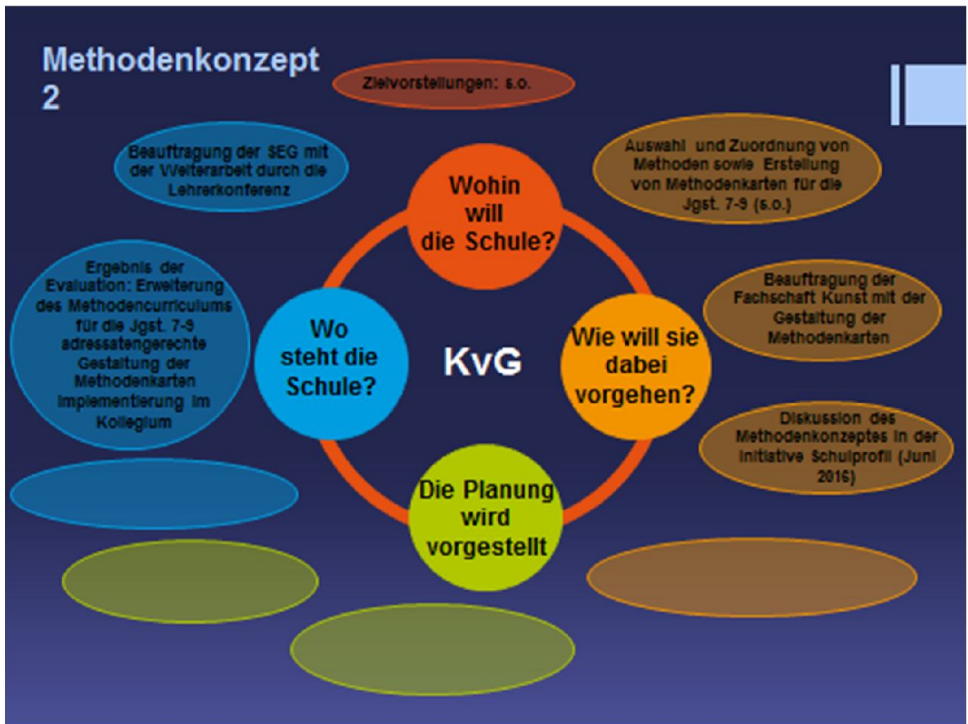 Methodenkonzept
2
Zielvorstellungen: s.o.
Beauftragung der SEG mit
der Weiterarbeit durch die
Lehrerkonferenz
Auswahl und Zuordnung von
Methoden sowie Erstellung
von Methodenkarten für die
Jgst. 7-9 (s.o.)
Wohin
will
die Schule?
Ergebnis der
Evaluation: Erweiterung
des Methodencurriculums
für die Jgst. 7-9
adressatengerechte
Gestaltung der
Methodenkarten
Implementierung im
Kollegium
Wo
steht die
Schule?
KvG
Wie will sie
dabei
vorgehen?
Beauftragung der
Fachschaft Kunst mit der
Gestaltung der
Methodenkarten
Diskussion des
Methodenkonzeptes in der
Initiative Schulprofil (Juni
2016)
Die Planung
wird
vorgestellt